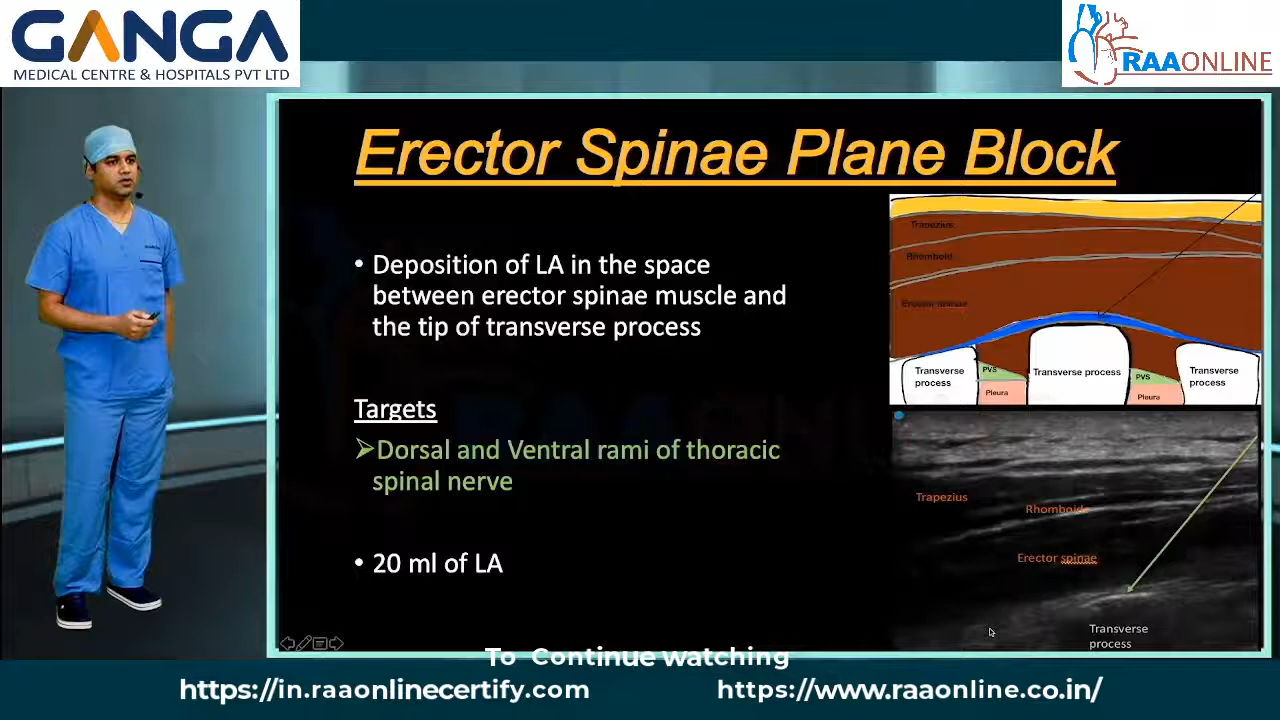 GANGA
MEDICAL CENTRE & HOSPITALS PVT LTD
RAAONLINE
Erector Spinae Plane Block
• Deposition of LA in the space
between erector spinae muscle and
the tip of transverse process
Targets
➢Dorsal and Ventral rami of thoracic
spinal nerve
• 20 ml of LA
Trapezius
Rhomboid
Erector spinae
Transverse
process
PVS
Pleura
Transverse process
PVS
Pleura
Transverse
process
Trapezius
Rhomboids
Erector spinae
Transverse
process
To Continue watching
https://in.raaonlinecertify.com
https://www.raaonline.co.in/